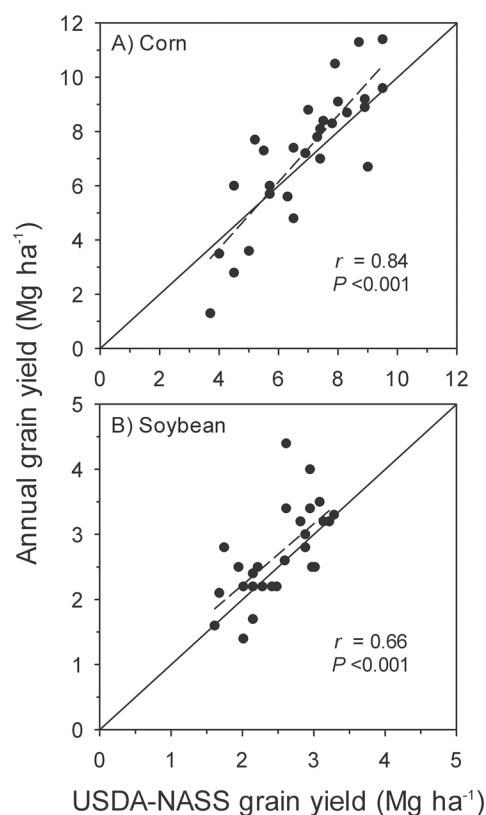 Annual grain yield (Mg ha⁻¹)
A) Corn
12
10
8
6
4
2
0
r = 0.84
P <0.001
0 2 4 6 8 10 12
B) Soybean
5
4
3
2
1
0
r = 0.66
P <0.001
0 1 2 3 4 5
USDA-NASS grain yield (Mg ha⁻¹)